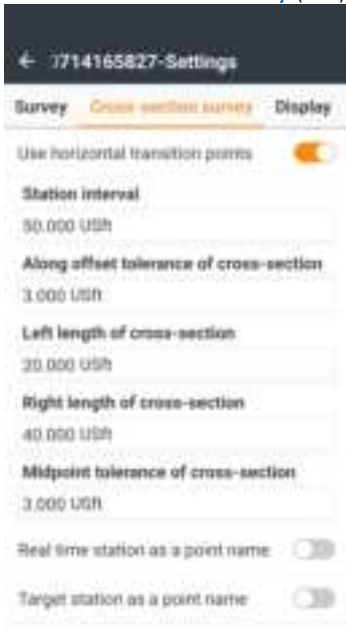 ← 1714165827-Settings
Survey Cross-section survey Display
Use horizontal transition points
Station interval
50.000 USft
Along offset tolerance of cross-section
3.000 USft
Left length of cross-section
20.000 USft
Right length of cross-section
40.000 USft
Midpoint tolerance of cross-section
3.000 USft
Real time station as a point name
Target station as a point name